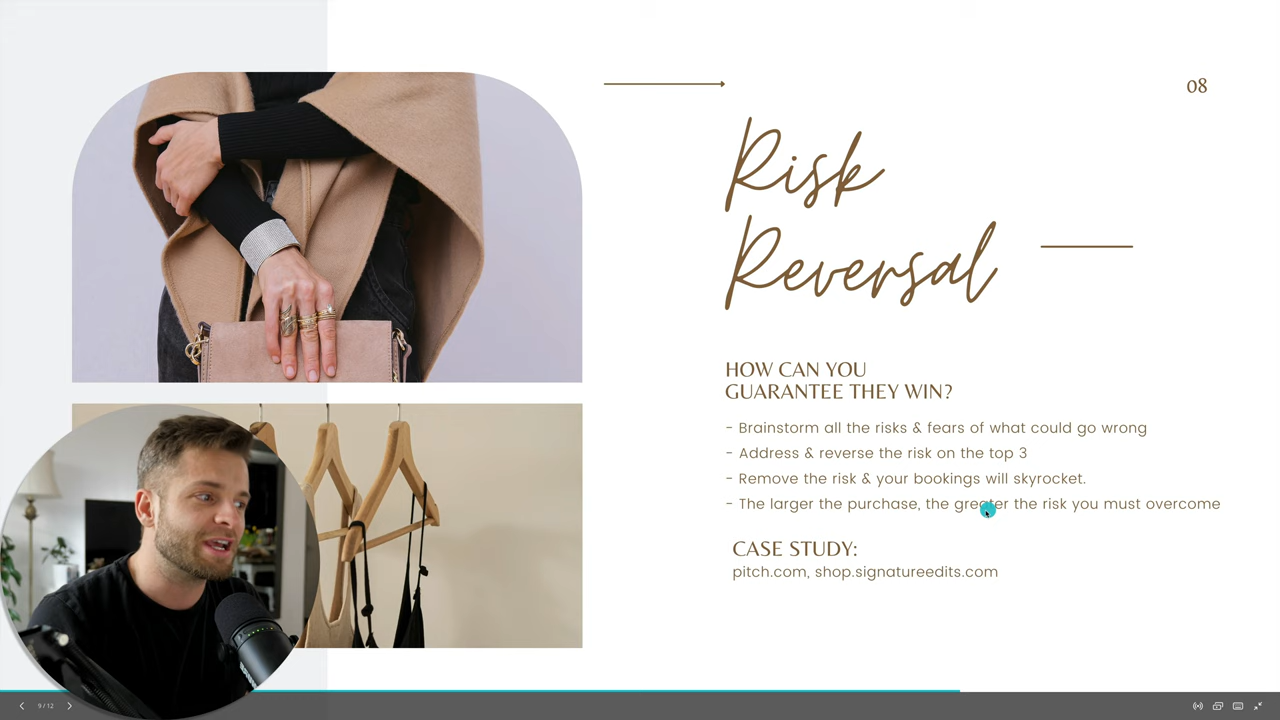 08
Risk
Reversal
HOW CAN YOU
GUARANTEE THEY WIN?
- Brainstorm all the risks & fears of what could go wrong
- Address & reverse the risk on the top 3
- Remove the risk & your bookings will skyrocket.
- The larger the purchase, the greater the risk you must overcome
CASE STUDY:
pitch.com, shop.signatureedits.com
9 / 12